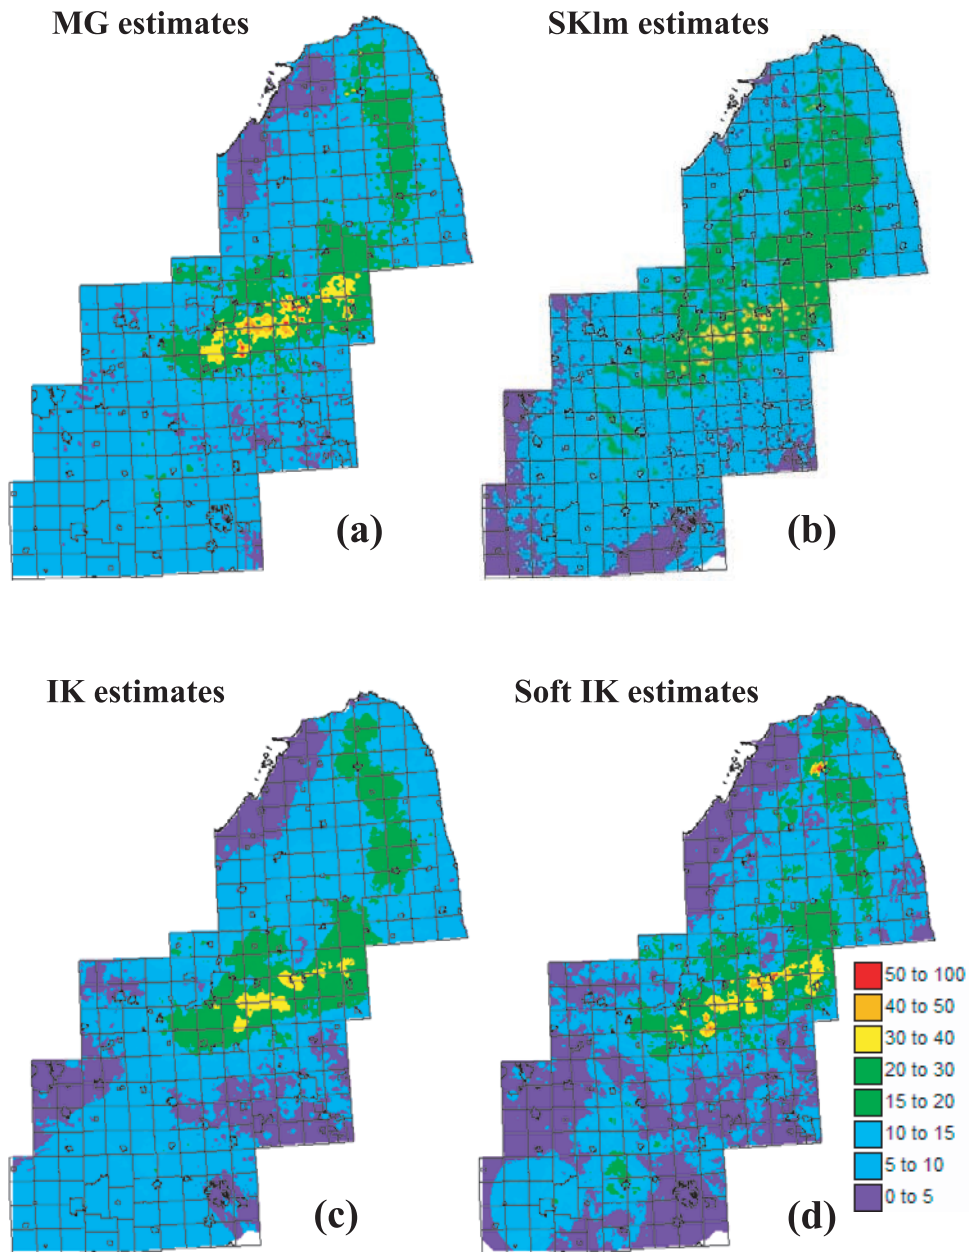 MG estimates
SKlm estimates
(a)
(b)
IK estimates
Soft IK estimates
50 to 100
40 to 50
30 to 40
20 to 30
15 to 20
10 to 15
5 to 10
0 to 5
(c)
(d)